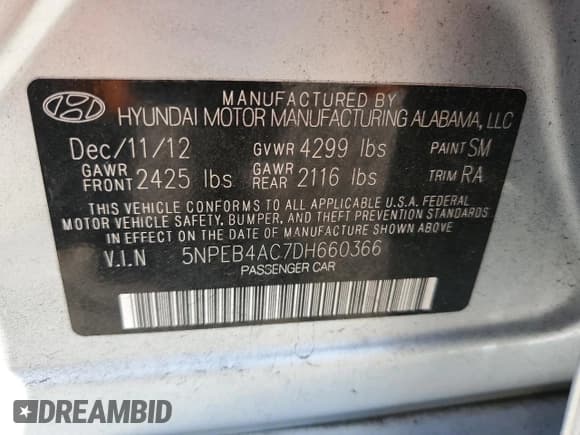 MANUFACTURED BY
HYUNDAI MOTOR MANUFACTURING ALABAMA, LLC
Dec/11/12 GVWR 4299 lbs PAINT SM
GAWR FRONT 2425 lbs GAWR REAR 2116 lbs TRIM RA
THIS VEHICLE CONFORMS TO ALL APPLICABLE U.S.A. FEDERAL
MOTOR VEHICLE SAFETY, BUMPER, AND THEFT PREVENTION STANDARDS
IN EFFECT ON THE DATE OF MANUFACTURE SHOWN ABOVE
V.I.N 5NPEB4AC7DH660366
PASSENGER CAR
DREAMBID